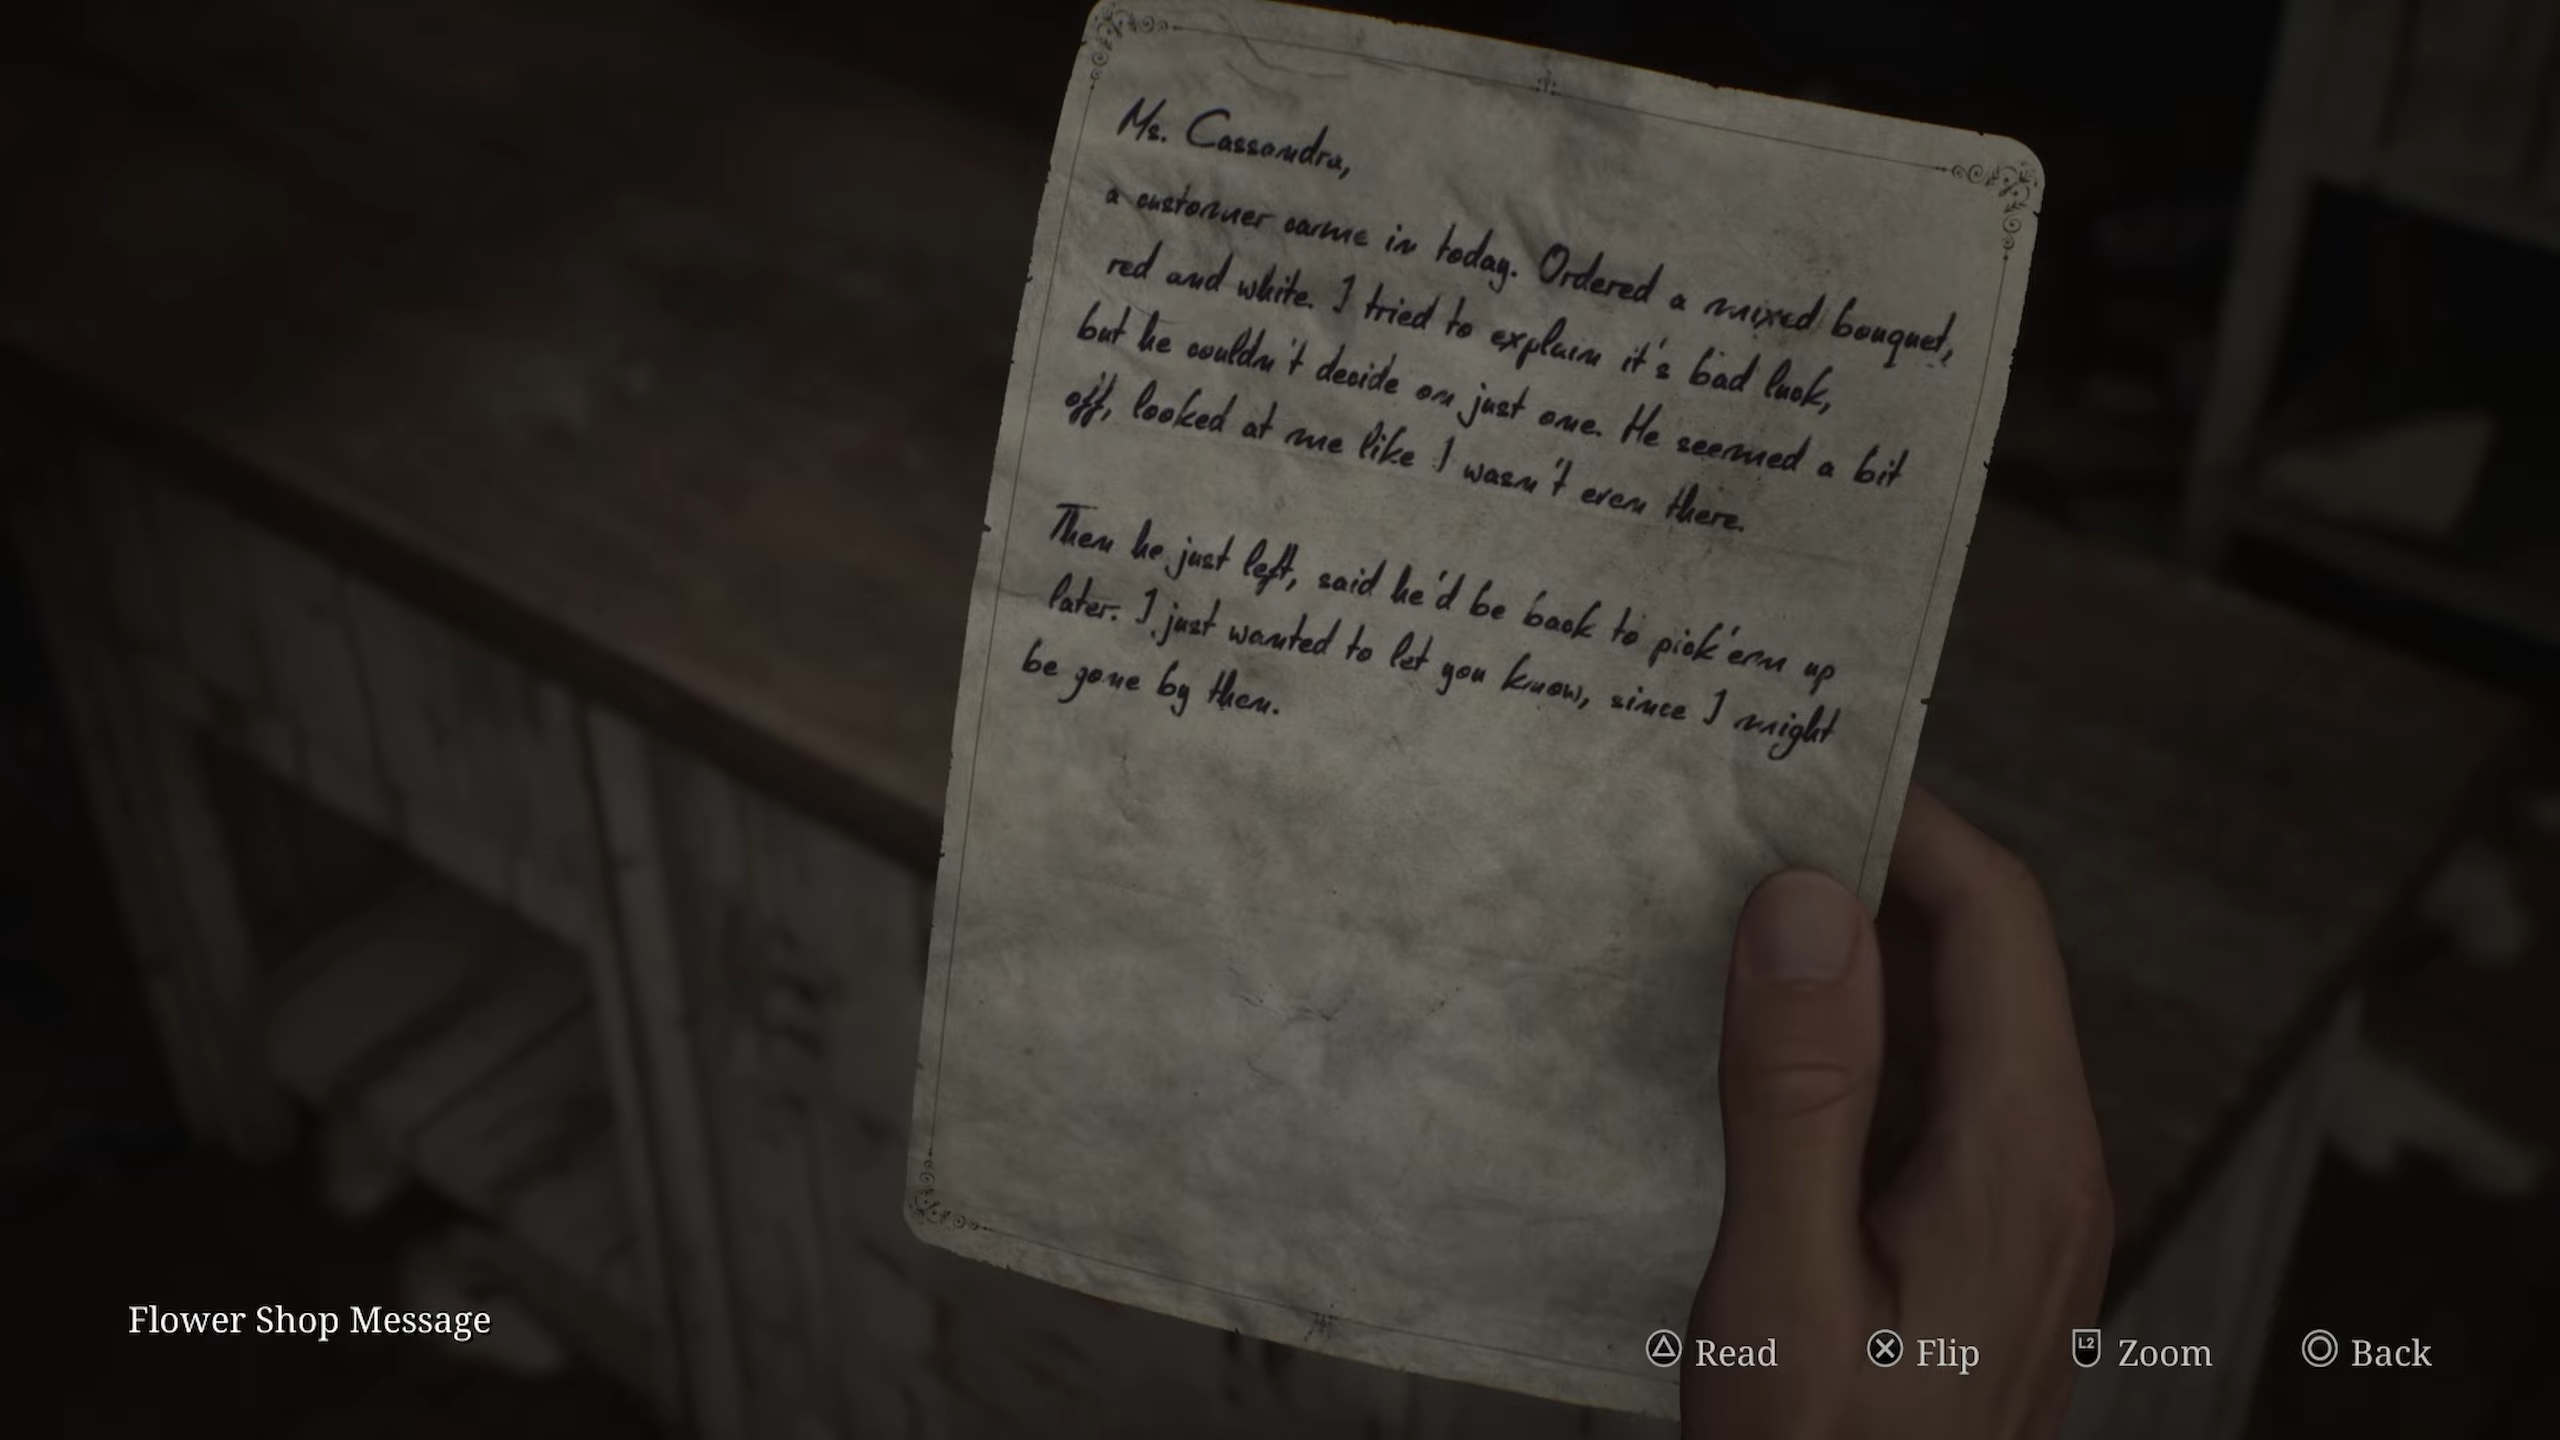 Ms. Cassandra,
a customer came in today. Ordered a mixed bouquet,
red and white. I tried to explain it's bad luck,
but he couldn't decide on just one. He seemed a bit
off, looked at me like I wasn't even there.
Then he just left, said he'd be back to pick'em up
later. I just wanted to let you know, since I might
be gone by then.
Flower Shop Message
Read
Flip
L2 Zoom
Back